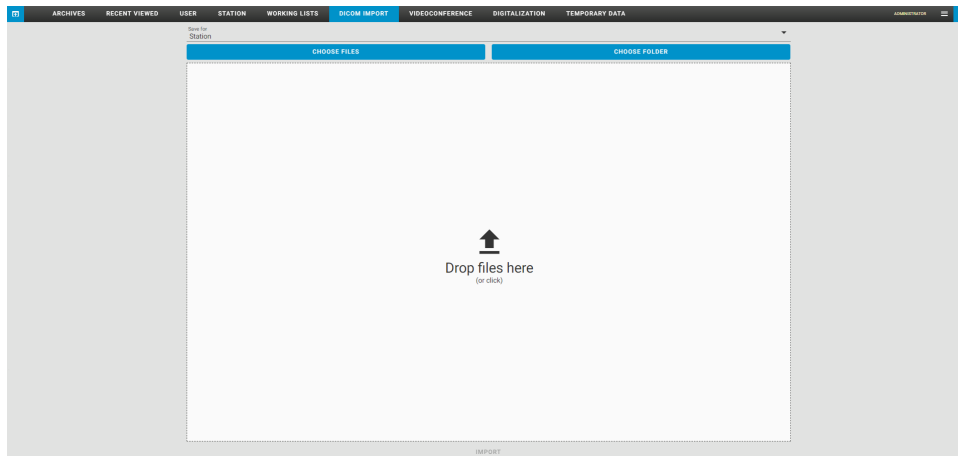 ARCHIVES RECENT VIEWED USER STATION WORKING LISTS DICOM IMPORT VIDEOCONFERENCE DIGITALIZATION TEMPORARY DATA ADMINISTRATOR
Save for
Station
CHOOSE FILES CHOOSE FOLDER
Drop files here
(or click)
IMPORT